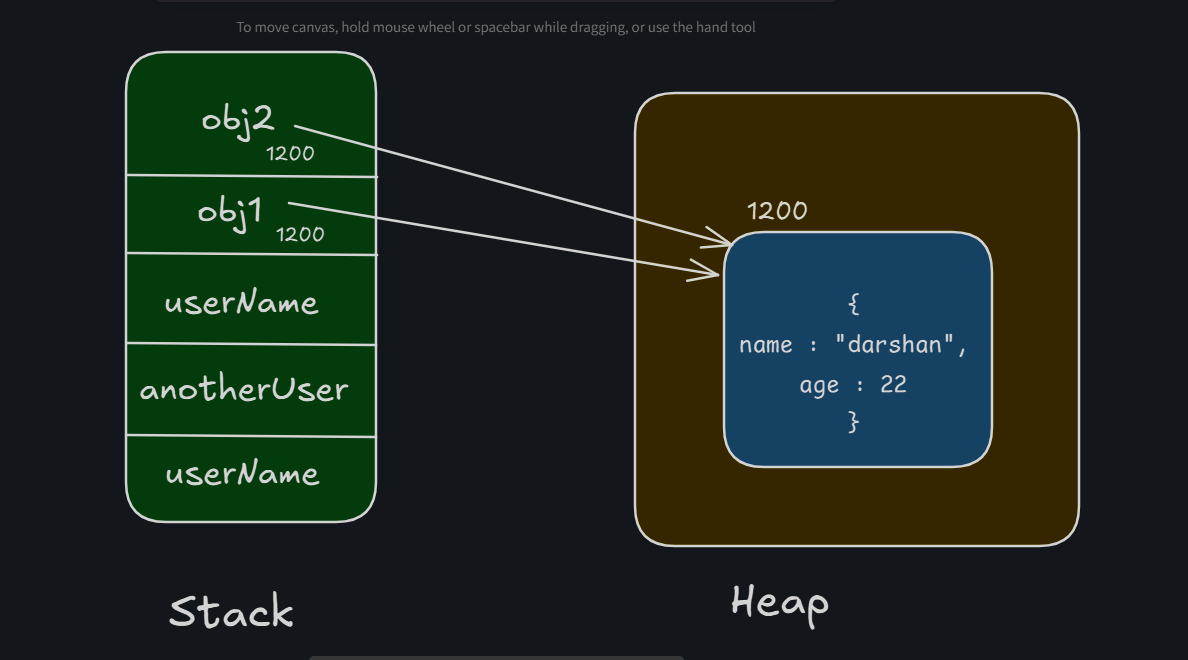 To move canvas, hold mouse wheel or spacebar while dragging, or use the hand tool
obj2
1200
obj1
1200
userName
anotherUser
userName
Stack
1200
{
name : "darshan",
age : 22
}
Heap